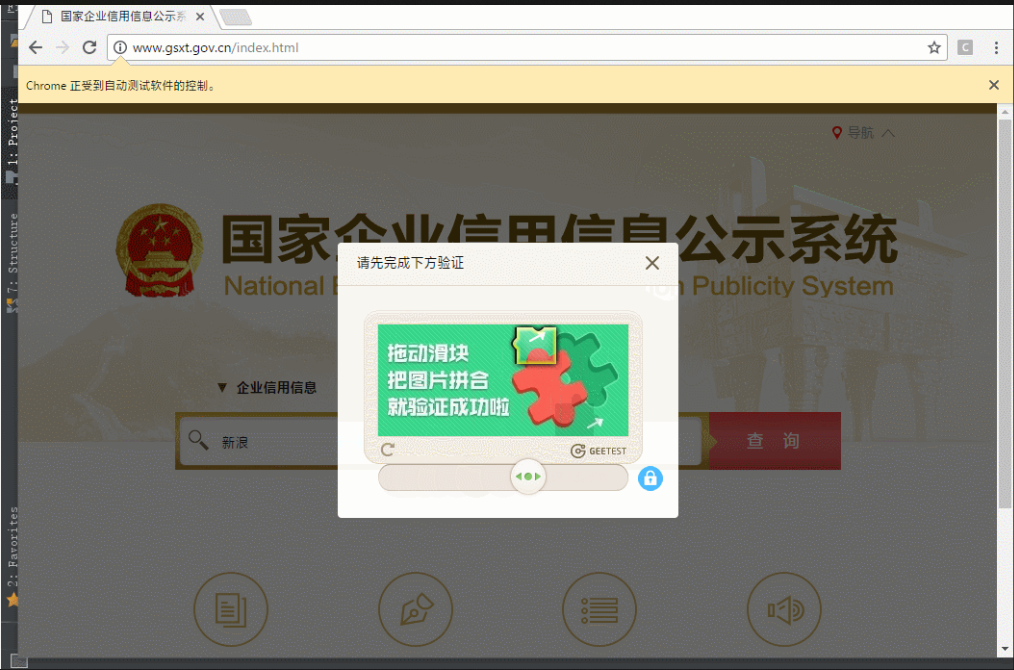 国家企业信用信息公示系
www.gsxt.gov.cn/index.html
C
Chrome 正受到自动测试软件的控制。
1: Project
导航
7: Structure
国家企业信用信息公示系统
National
Publicity System
请先完成下方验证
拖动滑块
把图片拼合
就验证成功啦
企业信用信息
新浪
查 询
GEETEST
2: Favorites